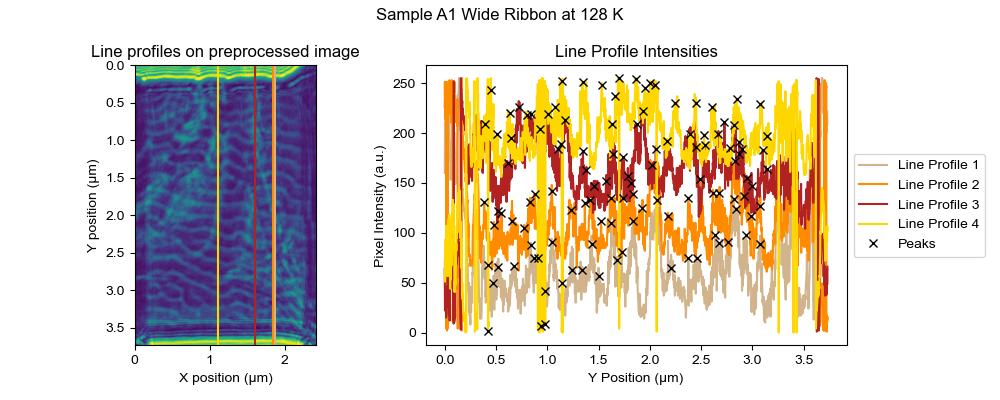 Sample A1 Wide Ribbon at 128 K
Line profiles on preprocessed image
0.0
0.5
1.0
1.5
2.0
2.5
3.0
3.5
Y position (μm)
0
1
2
X position (μm)
Line Profile Intensities
250
200
150
100
50
0
Pixel Intensity (a.u.)
0.0
0.5
1.0
1.5
2.0
2.5
3.0
3.5
Y Position (μm)
Line Profile 1
Line Profile 2
Line Profile 3
Line Profile 4
Peaks